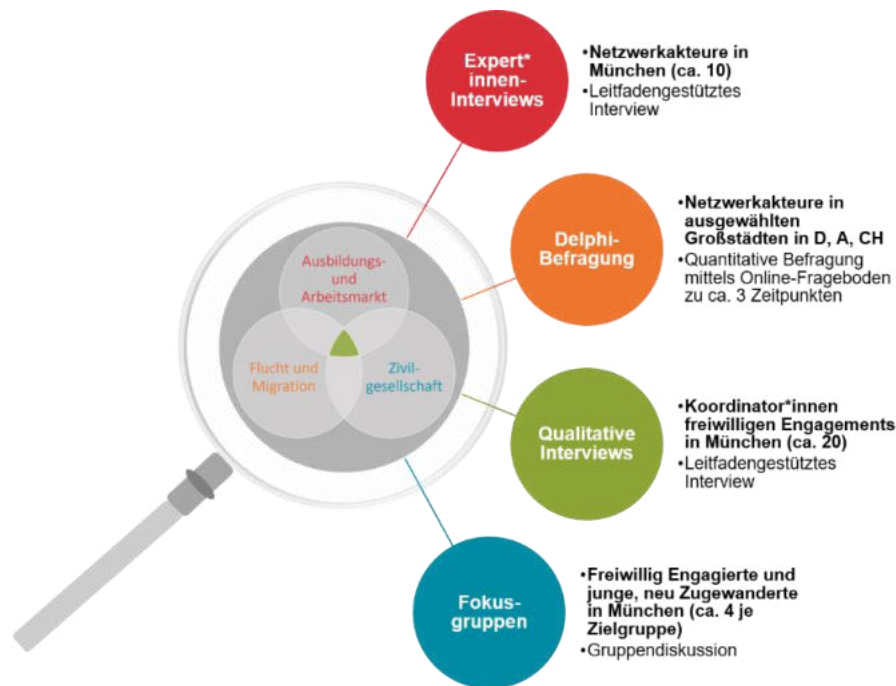 Expert*
innen-
Interviews
•Netzwerkakteure in
München (ca. 10)
•Leitfadengestütztes
Interview
Delphi-
Befragung
•Netzwerkakteure in
ausgewählten
Großstädten in D, A, CH
•Quantitative Befragung
mittels Online-Frageboden
zu ca. 3 Zeitpunkten
Ausbildungs-
und
Arbeitsmarkt
Flucht und
Migration
Zivil-
gesellschaft
Qualitative
Interviews
•Koordinator*innen
freiwilligen Engagements
in München (ca. 20)
•Leitfadengestütztes
Interview
Fokus-
gruppen
•Freiwillig Engagierte und
junge, neu Zugewanderte
in München (ca. 4 je
Zielgruppe)
•Gruppendiskussion